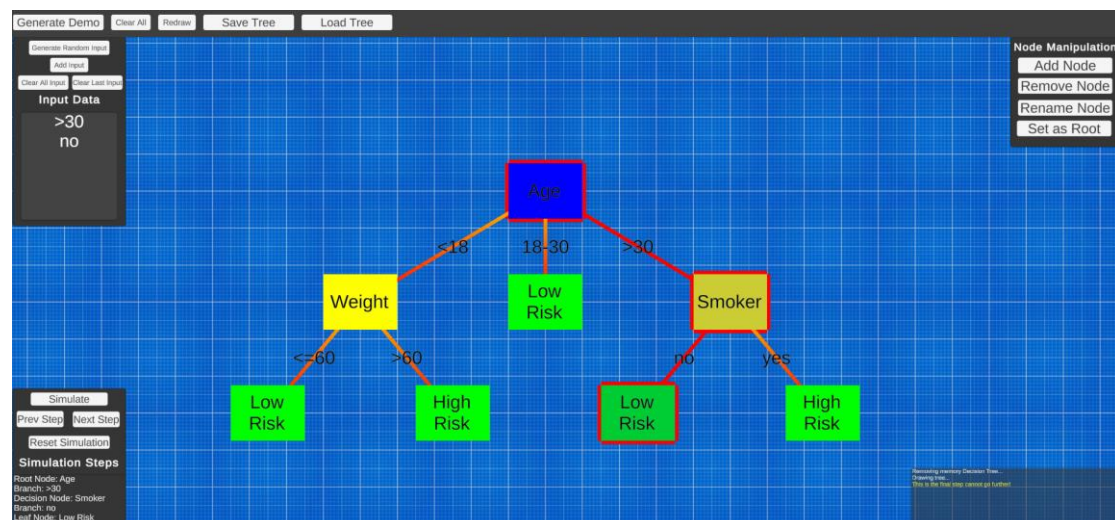 Generate Demo
Clear All
Redraw
Save Tree
Load Tree
Generate Random Input
Add Input
Clear All Input
Clear Last Input
Input Data
>30
no
Node Manipulation
Add Node
Remove Node
Rename Node
Set as Root
Age
<18
18-30
>30
Weight
Low
Risk
Smoker
<=60
>60
no
yes
Low
Risk
High
Risk
Low
Risk
High
Risk
Simulate
Prev Step
Next Step
Reset Simulation
Simulation Steps
Root Node: Age
Branch: >30
Decision Node: Smoker
Branch: no
Leaf Node: Low Risk
Removing memory Decision Tree...
Drawing tree...
This is the final step cannot go further!